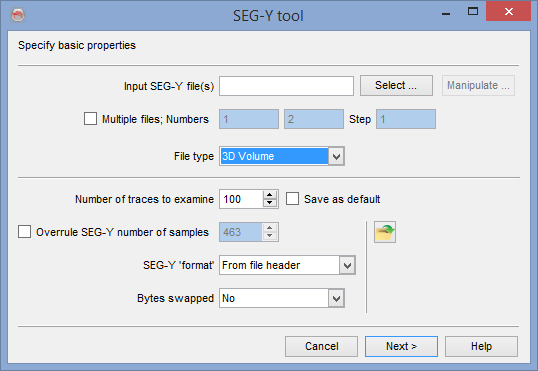 SEG-Y tool
Specify basic properties
Input SEG-Y file(s) Select ... Manipulate ...
Multiple files; Numbers 1 2 Step 1
File type 3D Volume
Number of traces to examine 100 Save as default
Overrule SEG-Y number of samples 463
SEG-Y 'format' From file header
Bytes swapped No
Cancel Next > Help